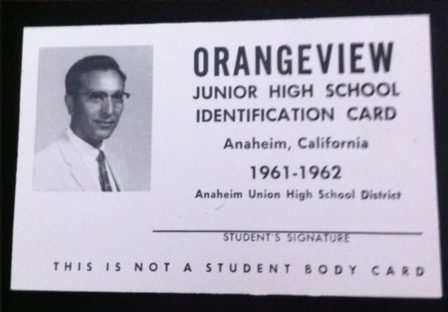 ORANGEVIEW
JUNIOR HIGH SCHOOL
IDENTIFICATION CARD
Anaheim, California
1961-1962
Anaheim Union High School District
STUDENT'S SIGNATURE
THIS IS NOT A STUDENT BODY CARD